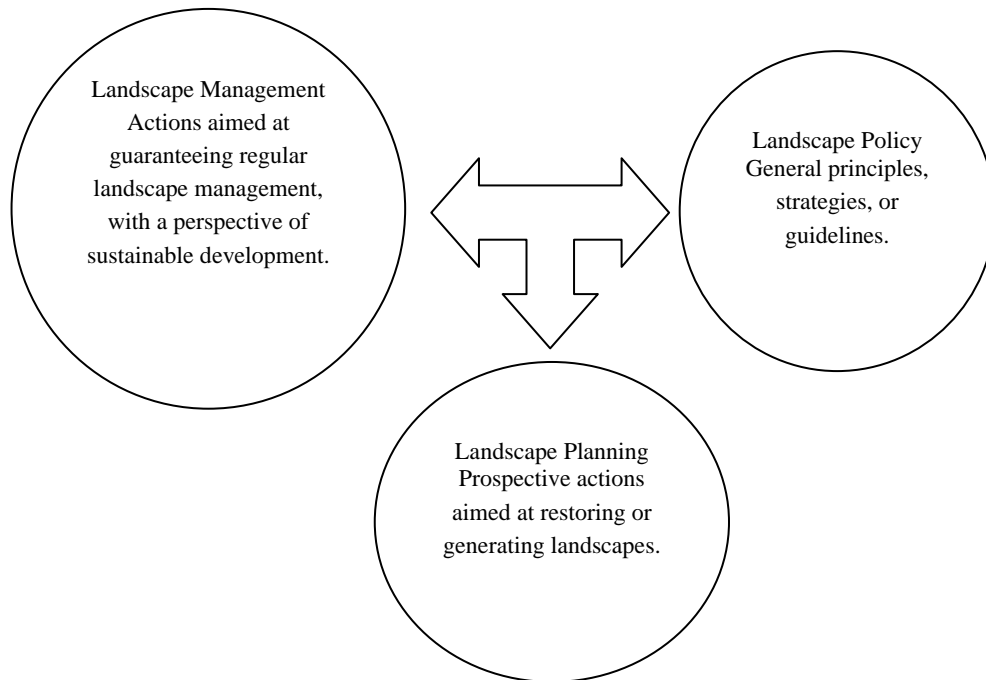 Landscape Management
Actions aimed at
guaranteeing regular
landscape management,
with a perspective of
sustainable development.
Landscape Policy
General principles,
strategies, or
guidelines.
Landscape Planning
Prospective actions
aimed at restoring or
generating landscapes.